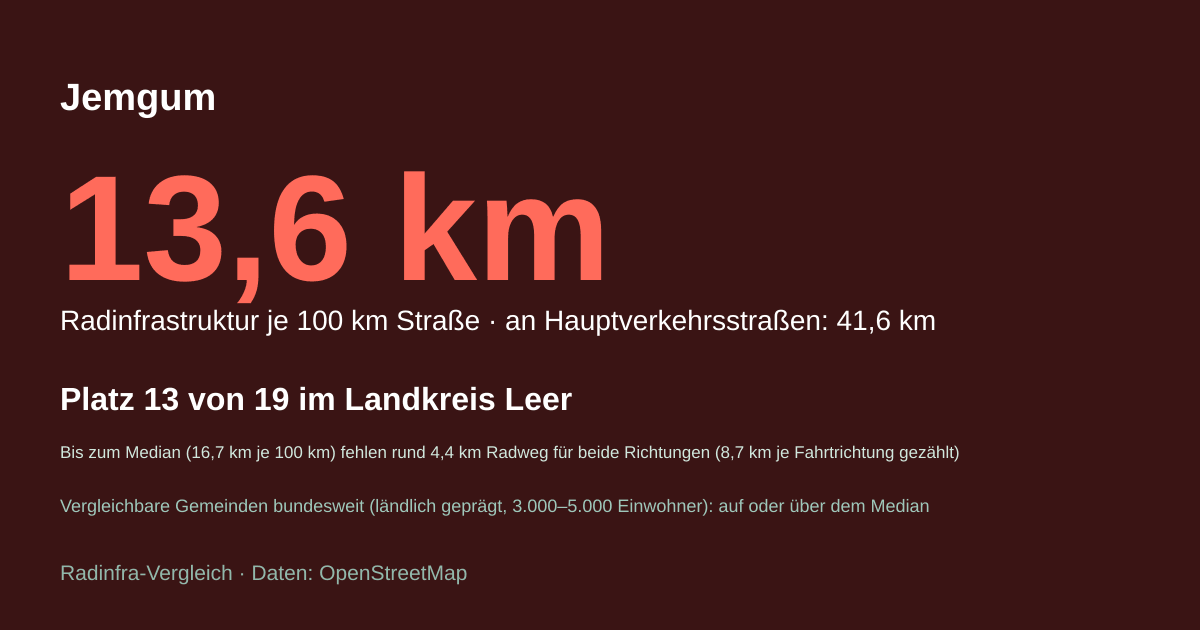 Jemgum
13,6 km
Radinfrastruktur je 100 km Straße · an Hauptverkehrsstraßen: 41,6 km
Platz 13 von 19 im Landkreis Leer
Bis zum Median (16,7 km je 100 km) fehlen rund 4,4 km Radweg für beide Richtungen (8,7 km je Fahrtrichtung gezählt)
Vergleichbare Gemeinden bundesweit (ländlich geprägt, 3.000–5.000 Einwohner): auf oder über dem Median
Radinfra-Vergleich · Daten: OpenStreetMap